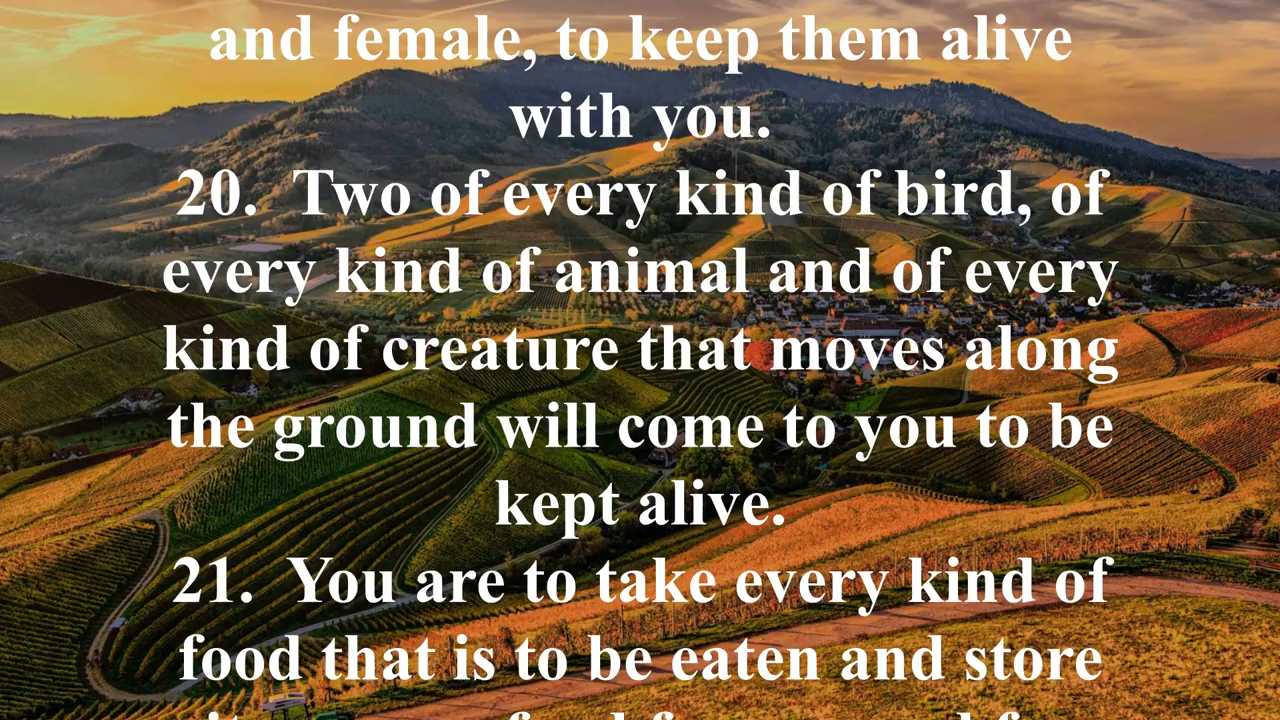 and female, to keep them alive
with you.
20.  Two of every kind of bird, of
every kind of animal and of every
kind of creature that moves along
the ground will come to you to be
kept alive.
21.  You are to take every kind of
food that is to be eaten and store